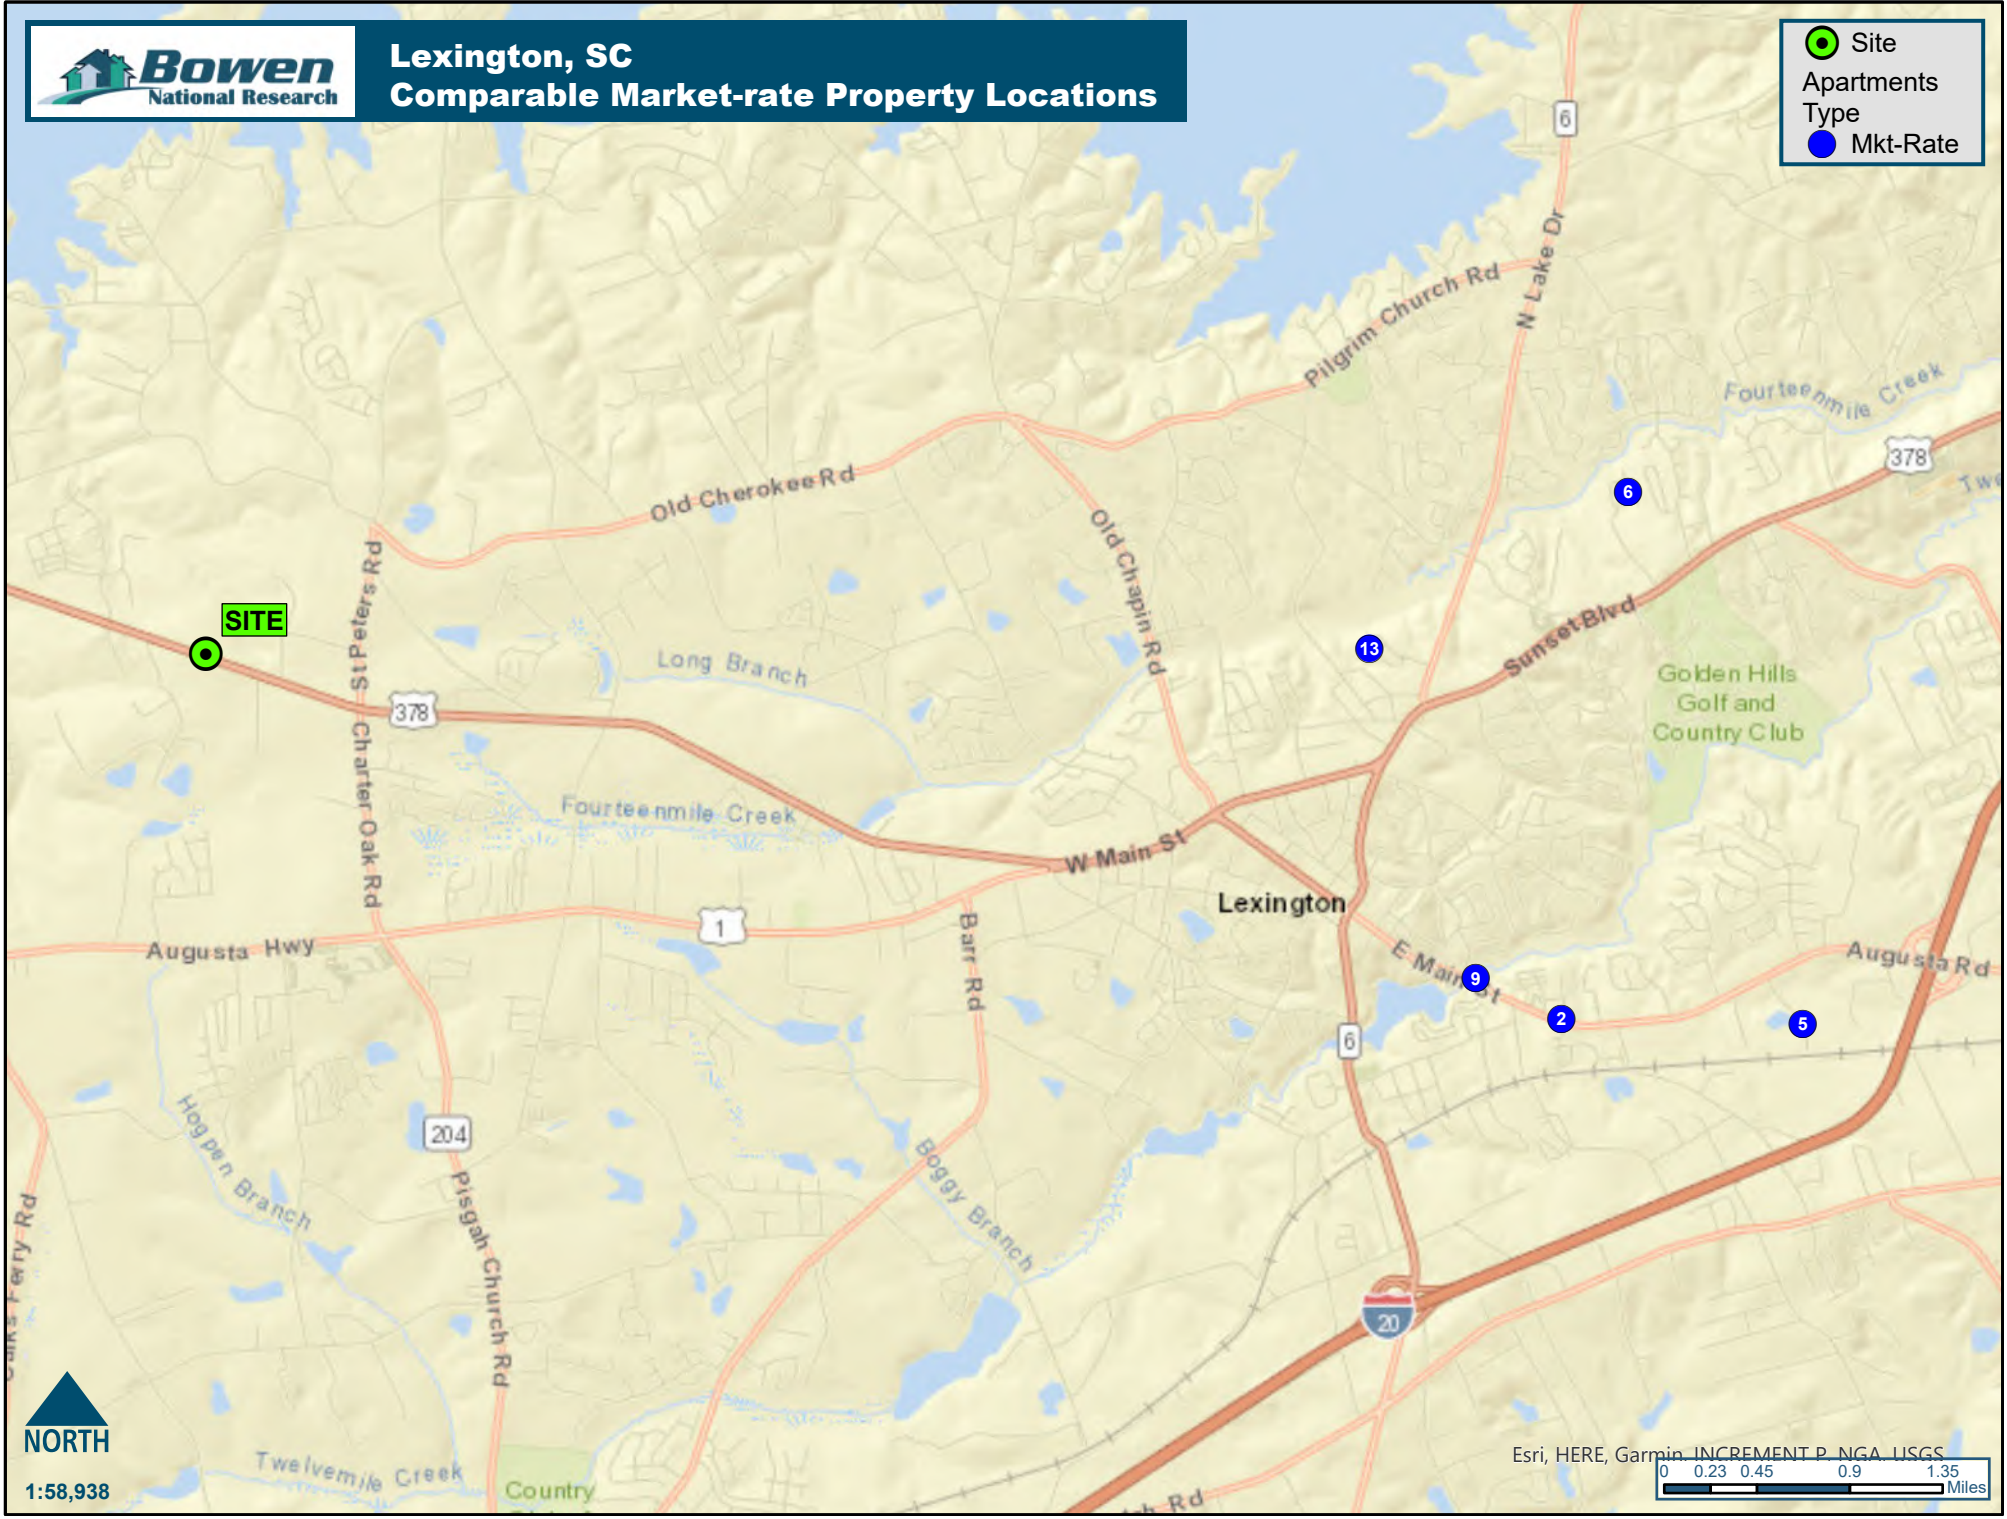 Bowen
National Research
Lexington, SC
Comparable Market-rate Property Locations
Site
Apartments
Type
Mkt-Rate
6
N Lake Dr
Pilgrim Church Rd
Fourteenmile Creek
378
6
Old Cherokee Rd
Old Chapin Rd
St Peters Rd
SITE
Long Branch
13
Sunset Blvd
Golden Hills
Golf and
Country Club
378
Charter Oak Rd
Fourteenmile Creek
W Main St
Lexington
1
Augusta Hwy
Barr Rd
E Main St
9
Augusta Rd
2
5
6
204
Hogpen Branch
Boggy Branch
Pisgah Church Rd
Ferry Rd
20
NORTH
1:58,938
Twelvemile Creek
Country
Rd
Esri, HERE, Garmin, INCREMENT P, NGA, USGS
0 0.23 0.45 0.9 1.35
Miles